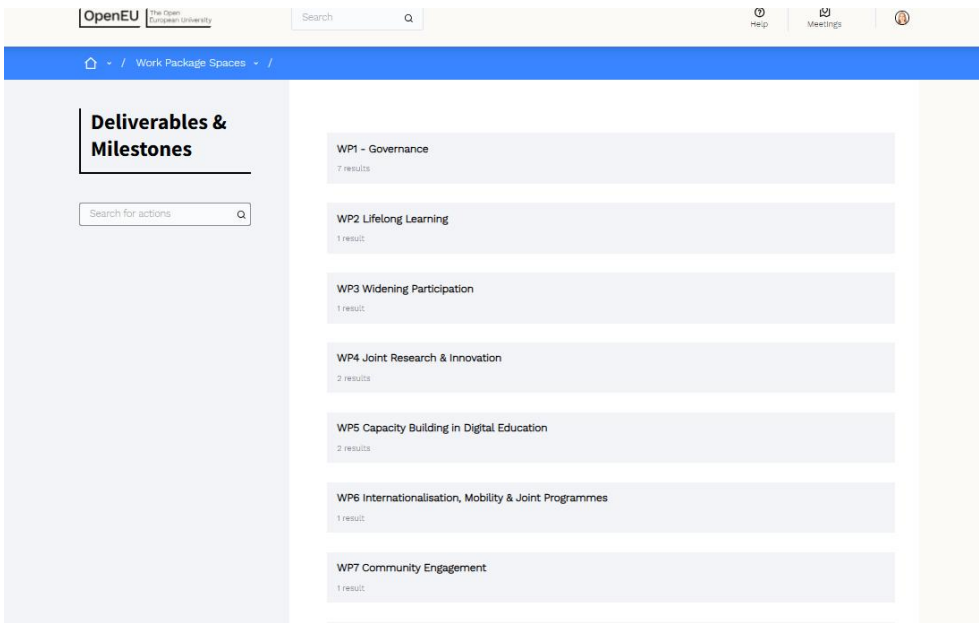 OpenEU
The Open
European University
Search
Help
Meetings
/ Work Package Spaces /
Deliverables &
Milestones
Search for actions
WP1 - Governance
7 results
WP2 Lifelong Learning
1 result
WP3 Widening Participation
1 result
WP4 Joint Research & Innovation
2 results
WP5 Capacity Building in Digital Education
2 results
WP6 Internationalisation, Mobility & Joint Programmes
1 result
WP7 Community Engagement
1 result